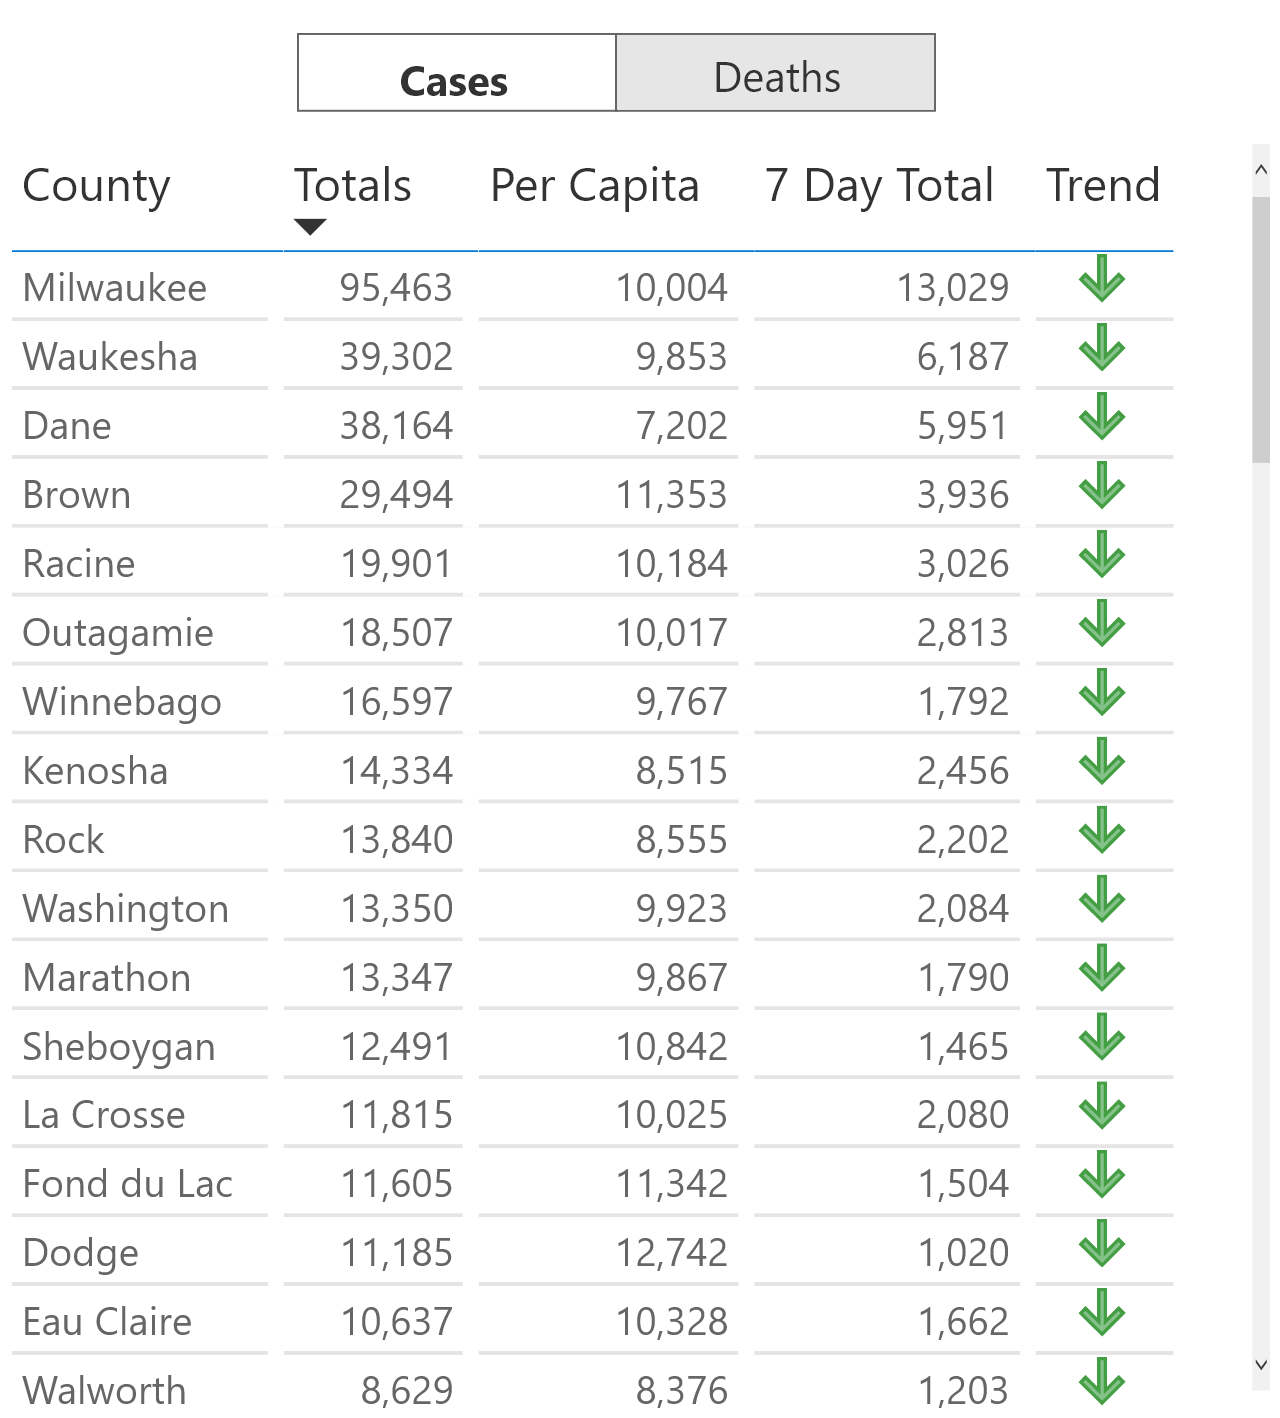 Cases Deaths
County Totals Per Capita 7 Day Total Trend
Milwaukee 95,463 10,004 13,029
Waukesha 39,302 9,853 6,187
Dane 38,164 7,202 5,951
Brown 29,494 11,353 3,936
Racine 19,901 10,184 3,026
Outagamie 18,507 10,017 2,813
Winnebago 16,597 9,767 1,792
Kenosha 14,334 8,515 2,456
Rock 13,840 8,555 2,202
Washington 13,350 9,923 2,084
Marathon 13,347 9,867 1,790
Sheboygan 12,491 10,842 1,465
La Crosse 11,815 10,025 2,080
Fond du Lac 11,605 11,342 1,504
Dodge 11,185 12,742 1,020
Eau Claire 10,637 10,328 1,662
Walworth 8,629 8,376 1,203